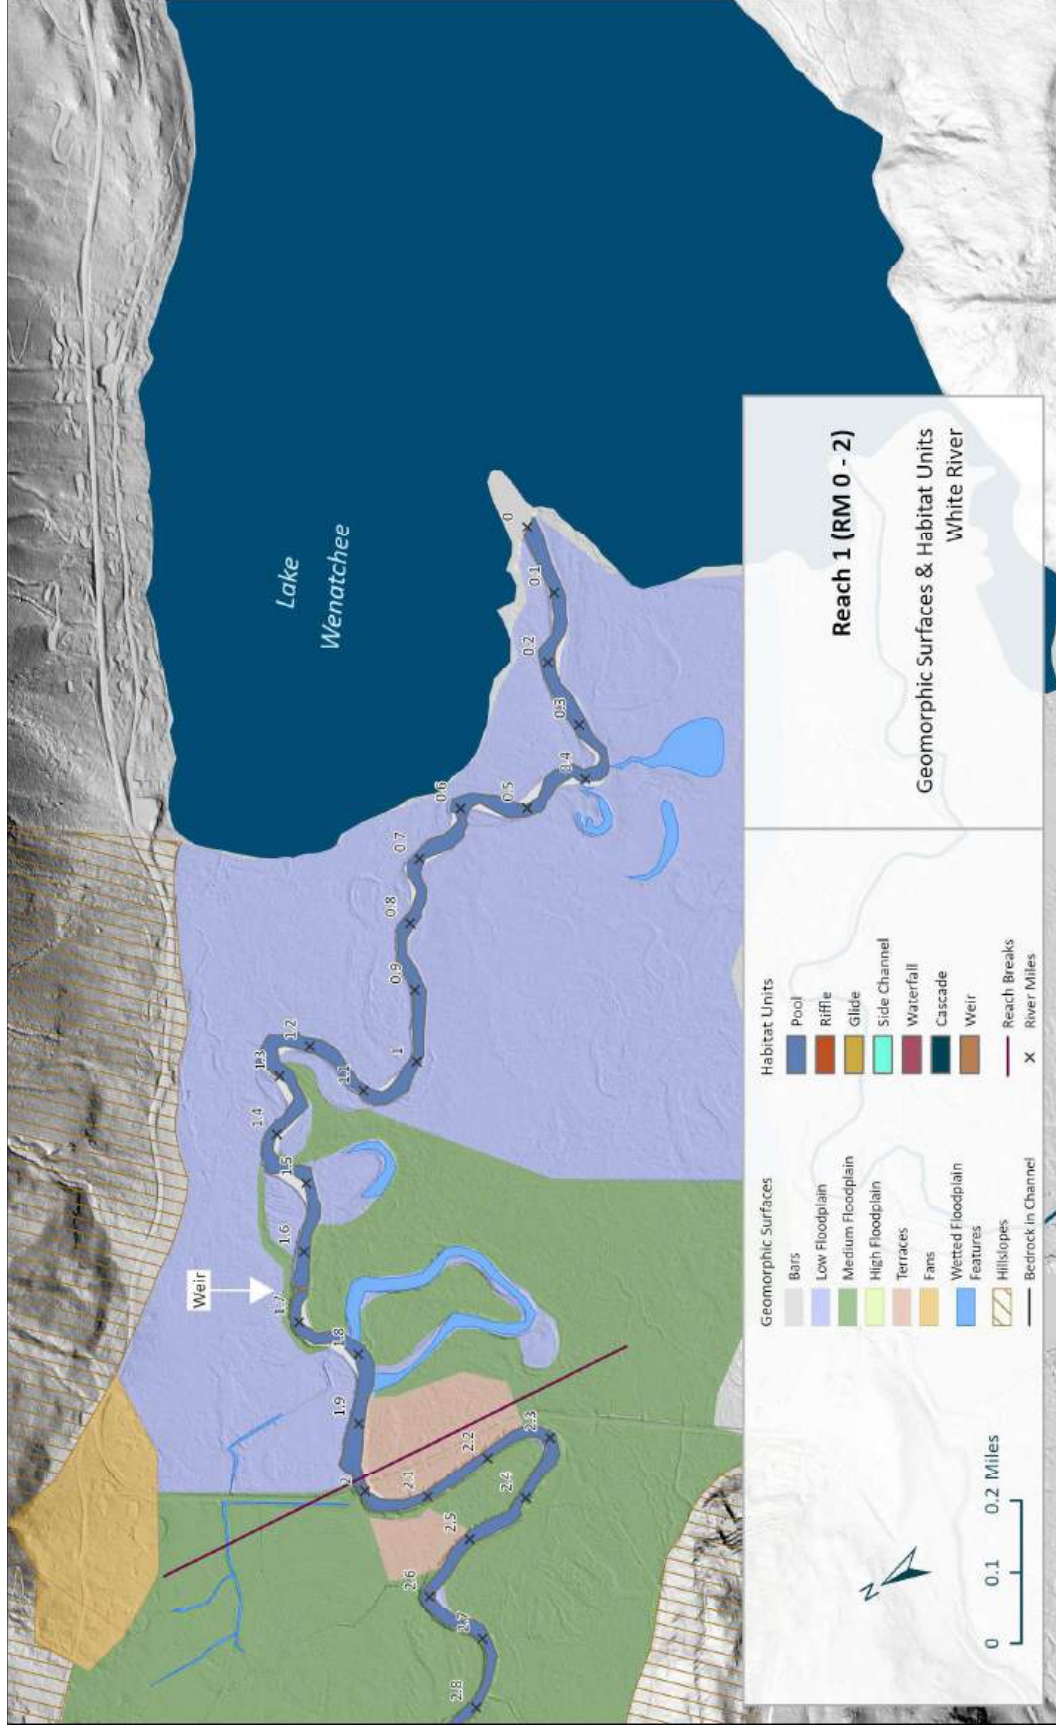 Lake
Wenatchee
Weir
0
0.1
0.2
0.3
0.5
0.6
0.7
0.8
0.9
1
1.1
1.2
1.3
1.4
1.5
1.6
1.7
1.8
1.9
2
2.1
2.2
2.3
2.4
2.5
2.6
2.7
2.8
N
0 0.1 0.2 Miles
Geomorphic Surfaces
Bars
Low Floodplain
Medium Floodplain
High Floodplain
Terraces
Fans
Wetted Floodplain
Features
Hillslopes
Bedrock in Channel
Habitat Units
Pool
Riffle
Glide
Side Channel
Waterfall
Cascade
Weir
Reach Breaks
River Miles
Reach 1 (RM 0 - 2)
Geomorphic Surfaces & Habitat Units
White River